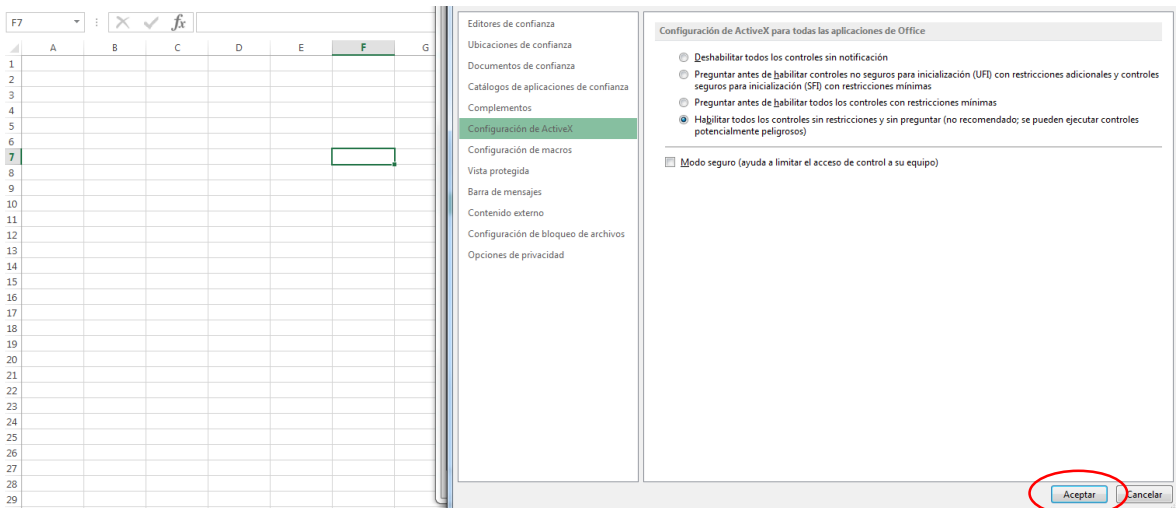 F7 fx
A B C D E F G
1
2
3
4
5
6
7
8
9
10
11
12
13
14
15
16
17
18
19
20
21
22
23
24
25
26
27
28
29
Editores de confianza
Ubicaciones de confianza
Documentos de confianza
Catálogos de aplicaciones de confianza
Complementos
Configuración de ActiveX
Configuración de macros
Vista protegida
Barra de mensajes
Contenido externo
Configuración de bloqueo de archivos
Opciones de privacidad
Configuración de ActiveX para todas las aplicaciones de Office
Deshabilitar todos los controles sin notificación
Preguntar antes de habilitar controles no seguros para inicialización (UFI) con restricciones adicionales y controles
seguros para inicialización (SFI) con restricciones mínimas
Preguntar antes de habilitar todos los controles con restricciones mínimas
Habilitar todos los controles sin restricciones y sin preguntar (no recomendado; se pueden ejecutar controles
potencialmente peligrosos)
Modo seguro (ayuda a limitar el acceso de control a su equipo)
Aceptar Cancelar